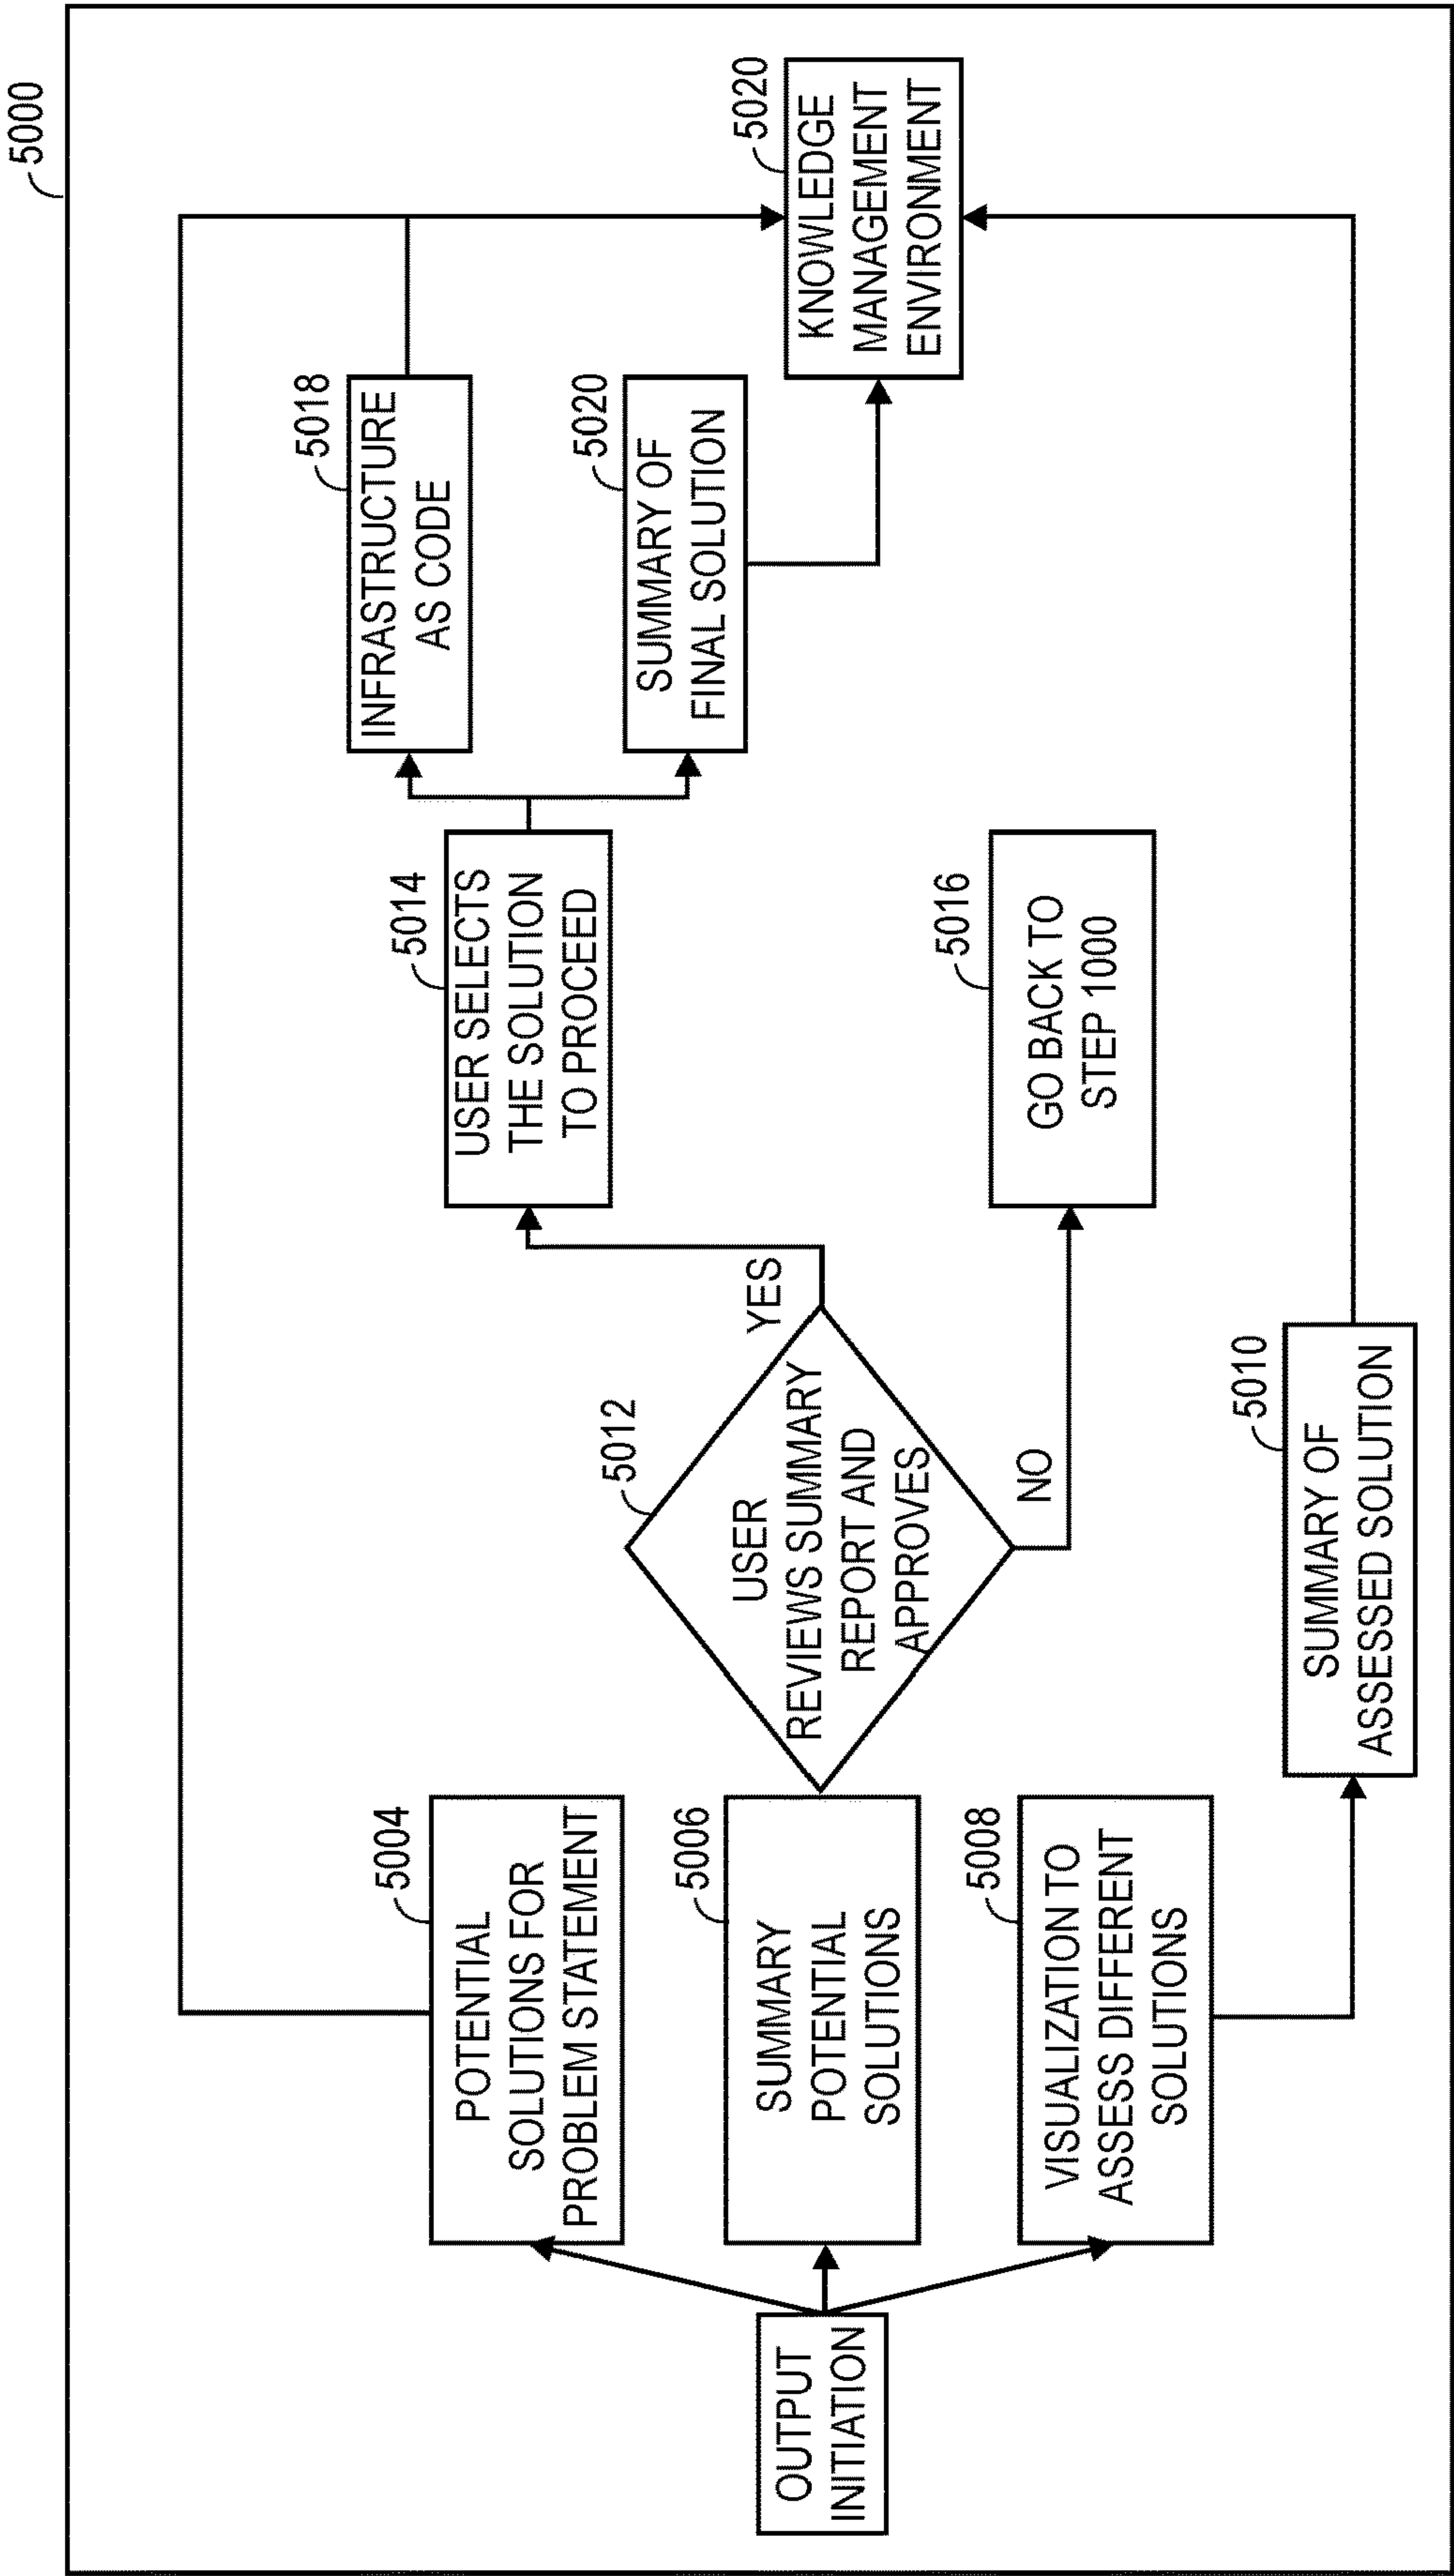 5000
OUTPUT
INITIATION
5004
POTENTIAL
SOLUTIONS FOR
PROBLEM STATEMENT
5006
SUMMARY
POTENTIAL
SOLUTIONS
5008
VISUALIZATION TO
ASSESS DIFFERENT
SOLUTIONS
5010
SUMMARY OF
ASSESSED SOLUTION
5012
USER
REVIEWS SUMMARY
REPORT AND
APPROVES
YES
NO
5014
USER SELECTS
THE SOLUTION
TO PROCEED
5016
GO BACK TO
STEP 1000
5018
INFRASTRUCTURE
AS CODE
5020
SUMMARY OF
FINAL SOLUTION
5020
KNOWLEDGE
MANAGEMENT
ENVIRONMENT